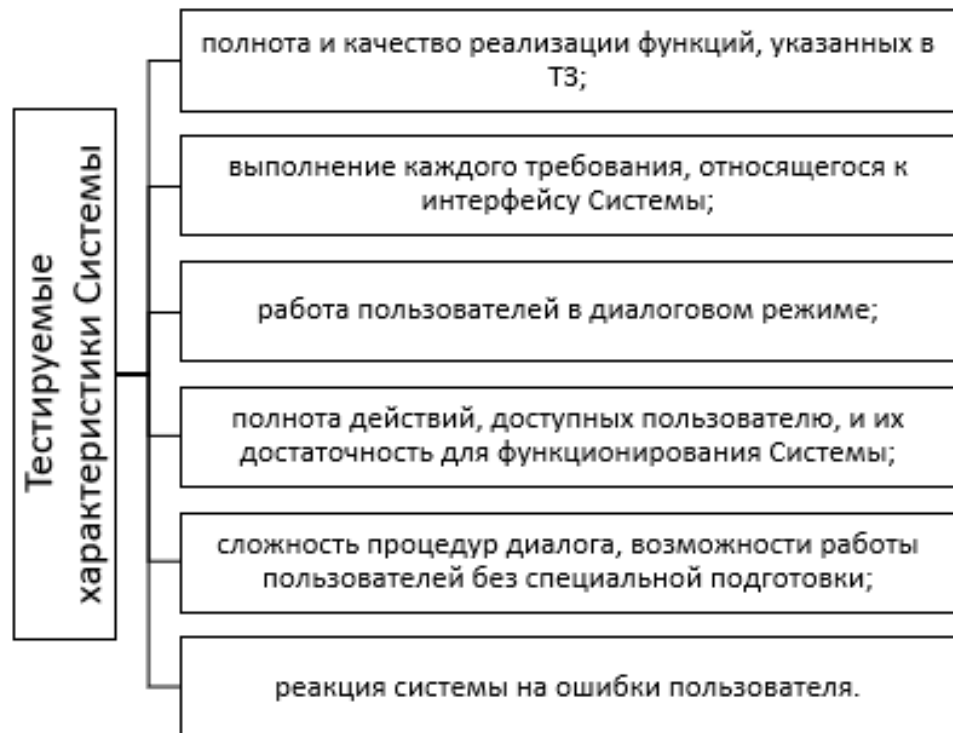 Тестируемые
характеристики Системы
полнота и качество реализации функций, указанных в
ТЗ;
выполнение каждого требования, относящегося к
интерфейсу Системы;
работа пользователей в диалоговом режиме;
полнота действий, доступных пользователю, и их
достаточность для функционирования Системы;
сложность процедур диалога, возможности работы
пользователей без специальной подготовки;
реакция системы на ошибки пользователя.